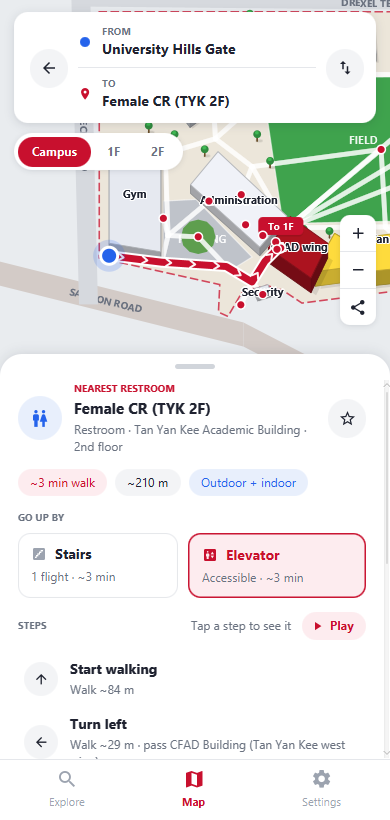 FROM
University Hills Gate
TO
Female CR (TYK 2F)
Campus
1F
2F
FIELD
Gym
Administration
To 1F
AD wing
Security
ROAD
NEAREST RESTROOM
Female CR (TYK 2F)
Restroom · Tan Yan Kee Academic Building ·
2nd floor
~3 min walk
~210 m
Outdoor + indoor
GO UP BY
Stairs
1 flight · ~3 min
Elevator
Accessible · ~3 min
STEPS
Tap a step to see it
Play
Start walking
Walk ~84 m
Turn left
Walk ~29 m · pass CFAD Building (Tan Yan Kee west
Explore
Map
Settings